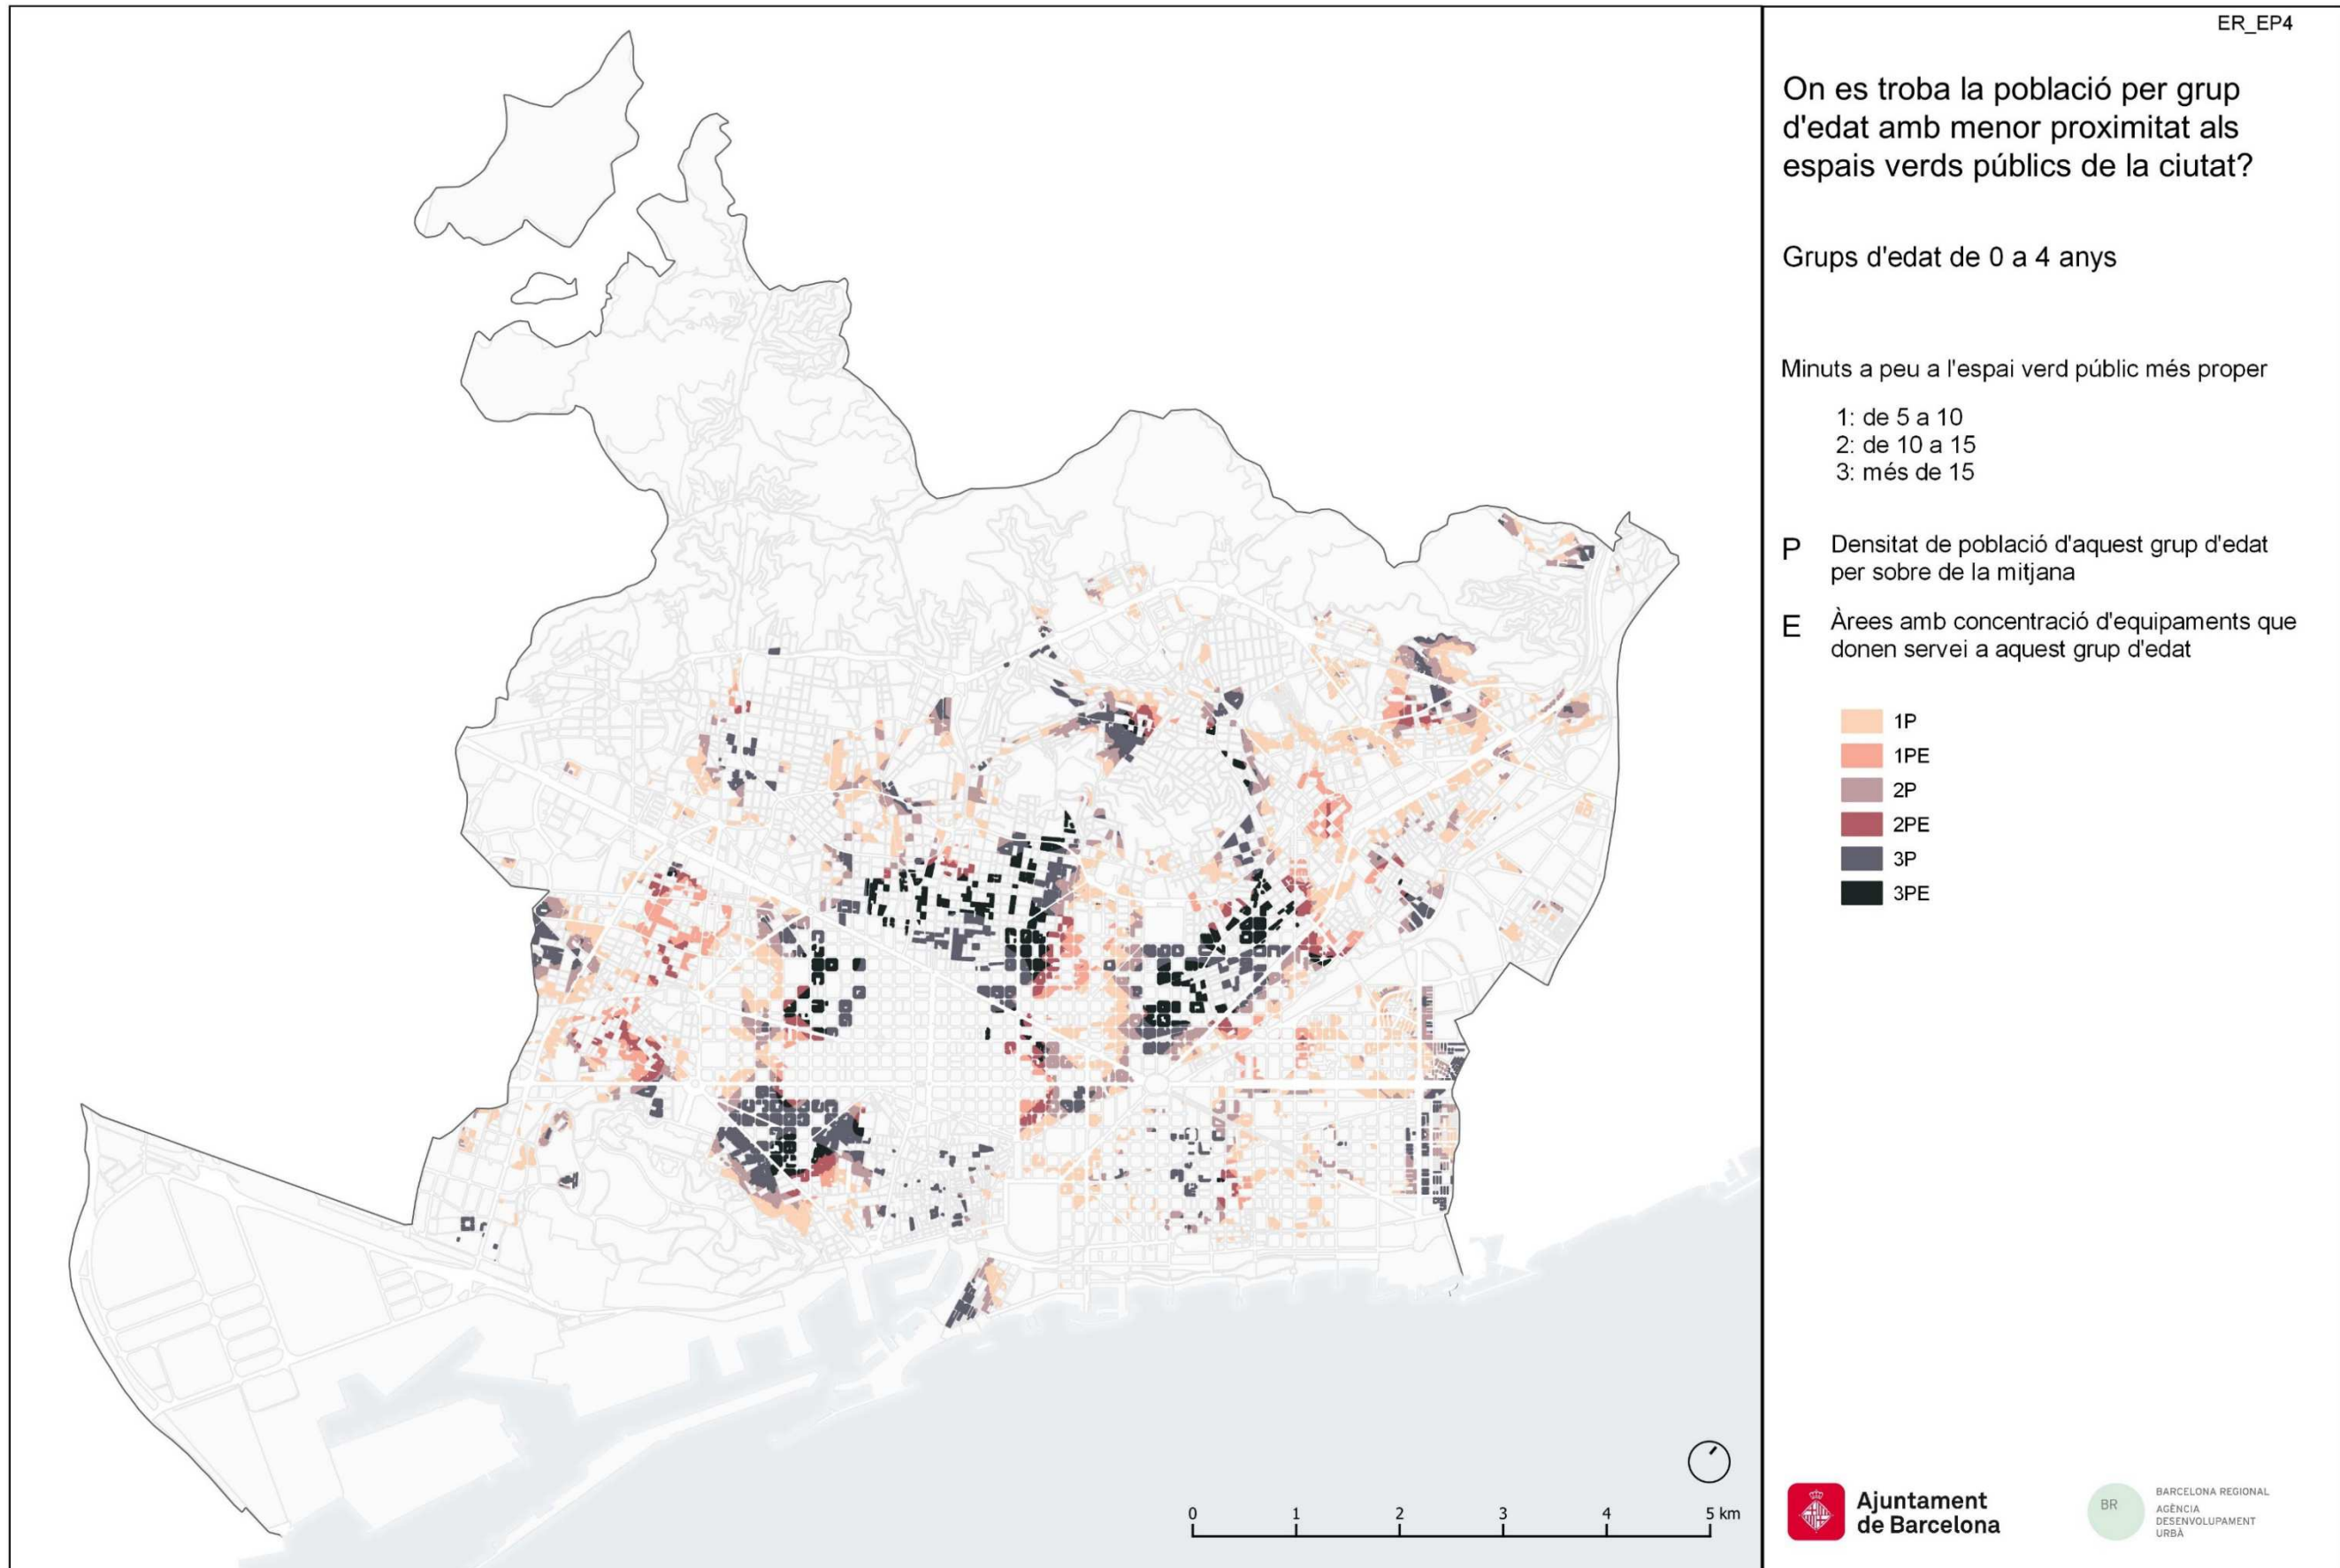 ER_EP4
On es troba la població per grup
d'edat amb menor proximitat als
espais verds públics de la ciutat?
Grups d'edat de 0 a 4 anys
Minuts a peu a l'espai verd públic més proper
1: de 5 a 10
2: de 10 a 15
3: més de 15
P Densitat de població d'aquest grup d'edat
per sobre de la mitjana
E Àrees amb concentració d'equipaments que
donen servei a aquest grup d'edat
1P
1PE
2P
2PE
3P
3PE
0 1 2 3 4 5 km
Ajuntament
de Barcelona
BR
BARCELONA REGIONAL
AGÈNCIA
DESENVOLUPAMENT
URBÀ